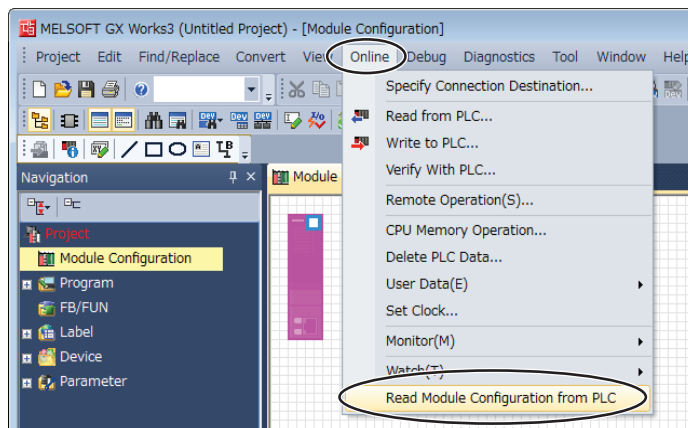 MELSOFT GX Works3 (Untitled Project) - [Module Configuration]
Project Edit Find/Replace Convert View Online Debug Diagnostics Tool Window Help
Specify Connection Destination...
Read from PLC...
Write to PLC...
Verify With PLC...
Remote Operation(S)...
CPU Memory Operation...
Delete PLC Data...
User Data(E)
Set Clock...
Monitor(M)
Watch(T)
Read Module Configuration from PLC
Navigation
Module
Project
Module Configuration
Program
FB/FUN
Label
Device
Parameter